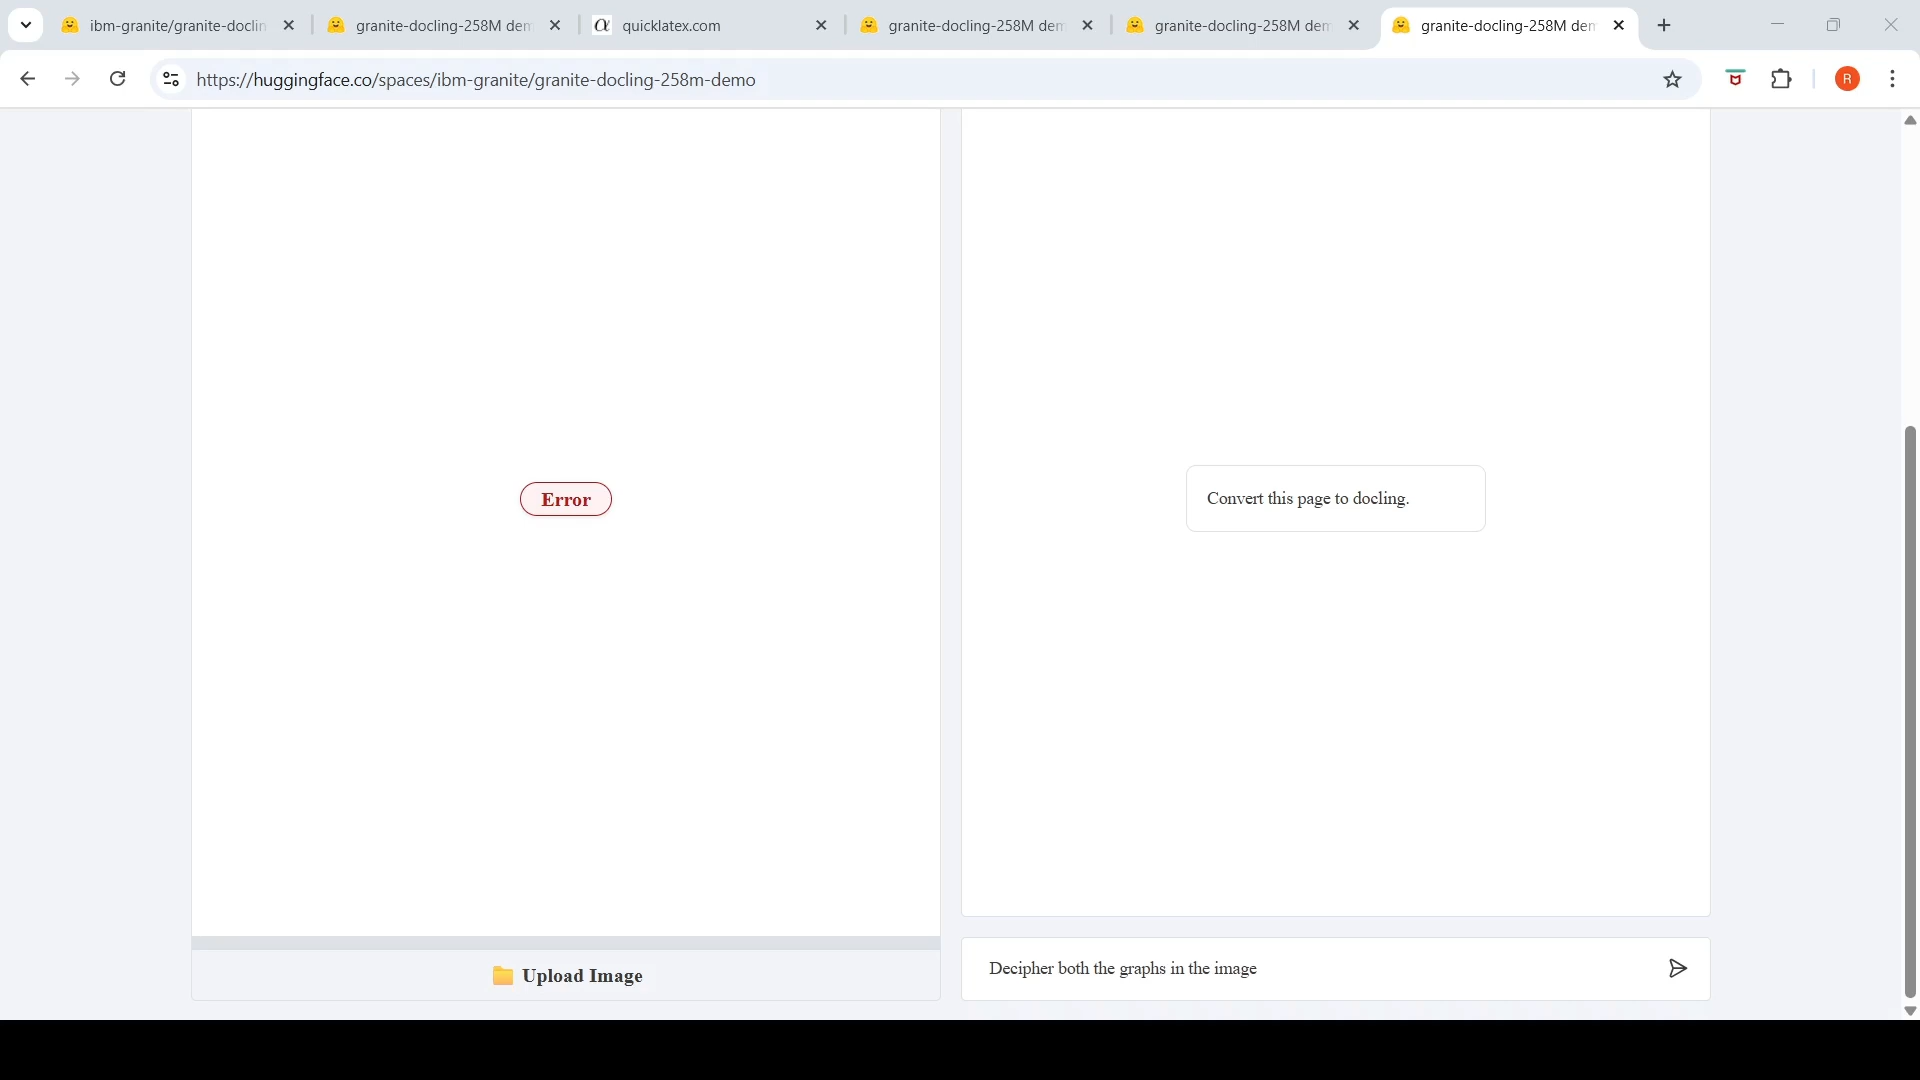 ibm-granite/granite-doclin
granite-docling-258M dem
quicklatex.com
granite-docling-258M dem
granite-docling-258M dem
granite-docling-258M den
https://huggingface.co/spaces/ibm-granite/granite-docling-258m-demo
R
Error
Convert this page to docling.
Upload Image
Decipher both the graphs in the image